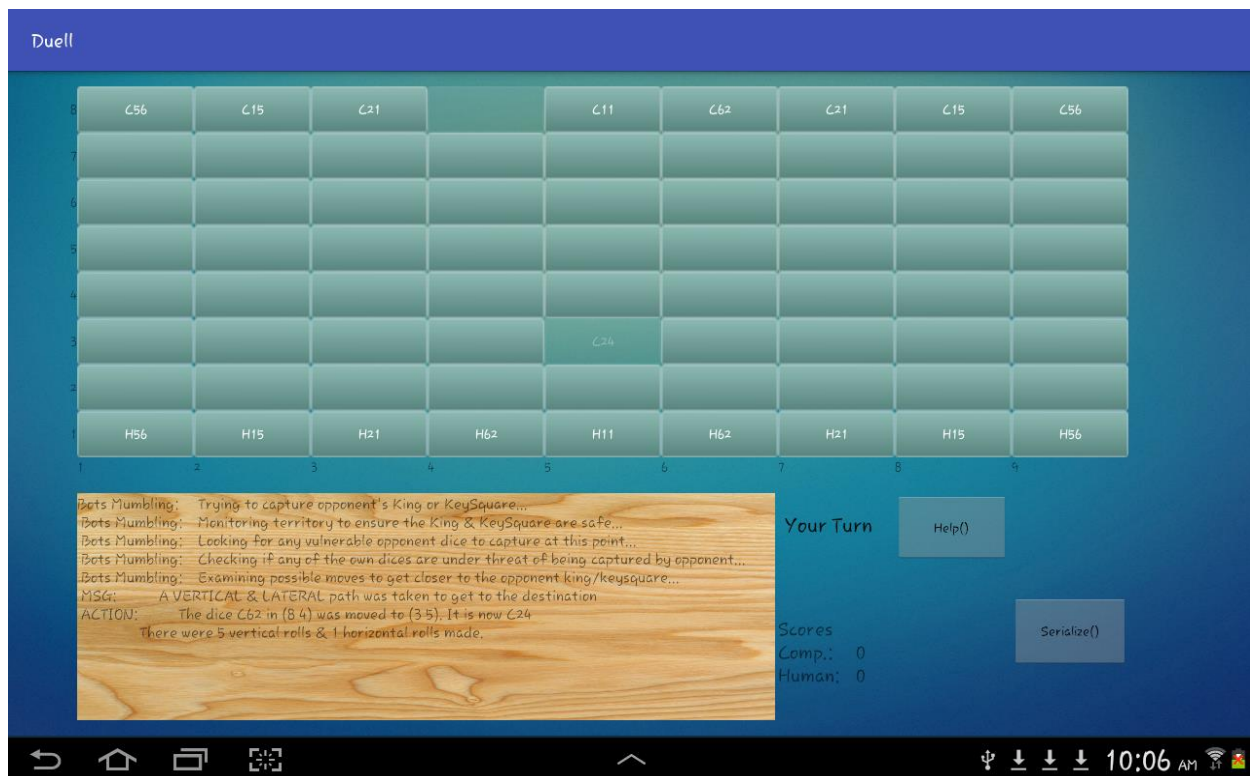 Duell
8 C56 C15 C21 C11 C62 C21 C15 C56
7
6
5
4
3 C24
2
1 H56 H15 H21 H62 H11 H62 H21 H15 H56
1 2 3 4 5 6 7 8 9
Bots Mumbling: Trying to capture opponent's King or KeySquare...
Bots Mumbling: Monitoring territory to ensure the King & KeySquare are safe...
Bots Mumbling: Looking for any vulnerable opponent dice to capture at this point...
Bots Mumbling: Checking if any of the own dices are under threat of being captured by opponent...
Bots Mumbling: Examining possible moves to get closer to the opponent king/keysquare...
MSG: A VERTICAL & LATERAL path was taken to get to the destination
ACTION: The dice C62 in (8 4) was moved to (3 5). It is now C24
There were 5 vertical rolls & 1 horizontal rolls made.
Your Turn
Help()
Scores
Comp.: 0
Human: 0
Serialize()
10:06 AM